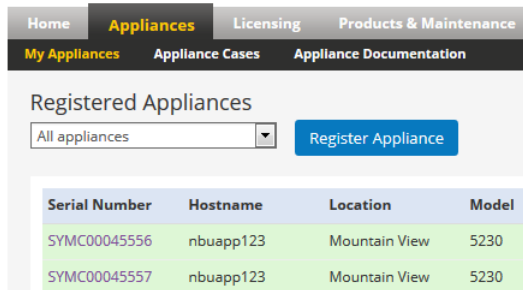 Home Appliances Licensing Products & Maintenance
My Appliances Appliance Cases Appliance Documentation
Registered Appliances
All appliances Register Appliance
Serial Number Hostname Location Model
SYMC00045556 nbuapp123 Mountain View 5230
SYMC00045557 nbuapp123 Mountain View 5230